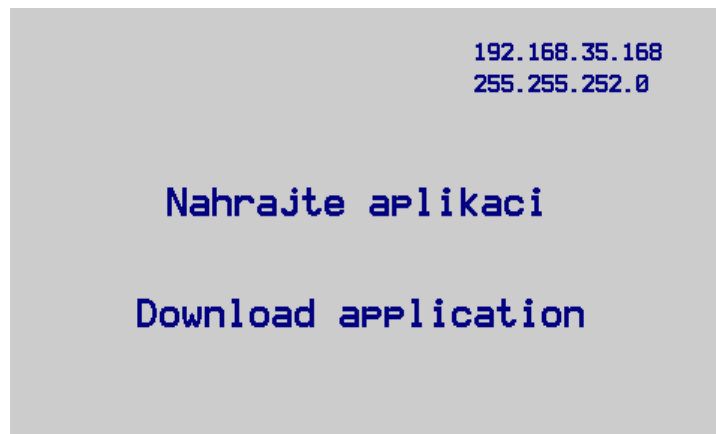 192.168.35.168
255.255.252.0
Nahrajte aplikaci
Download application